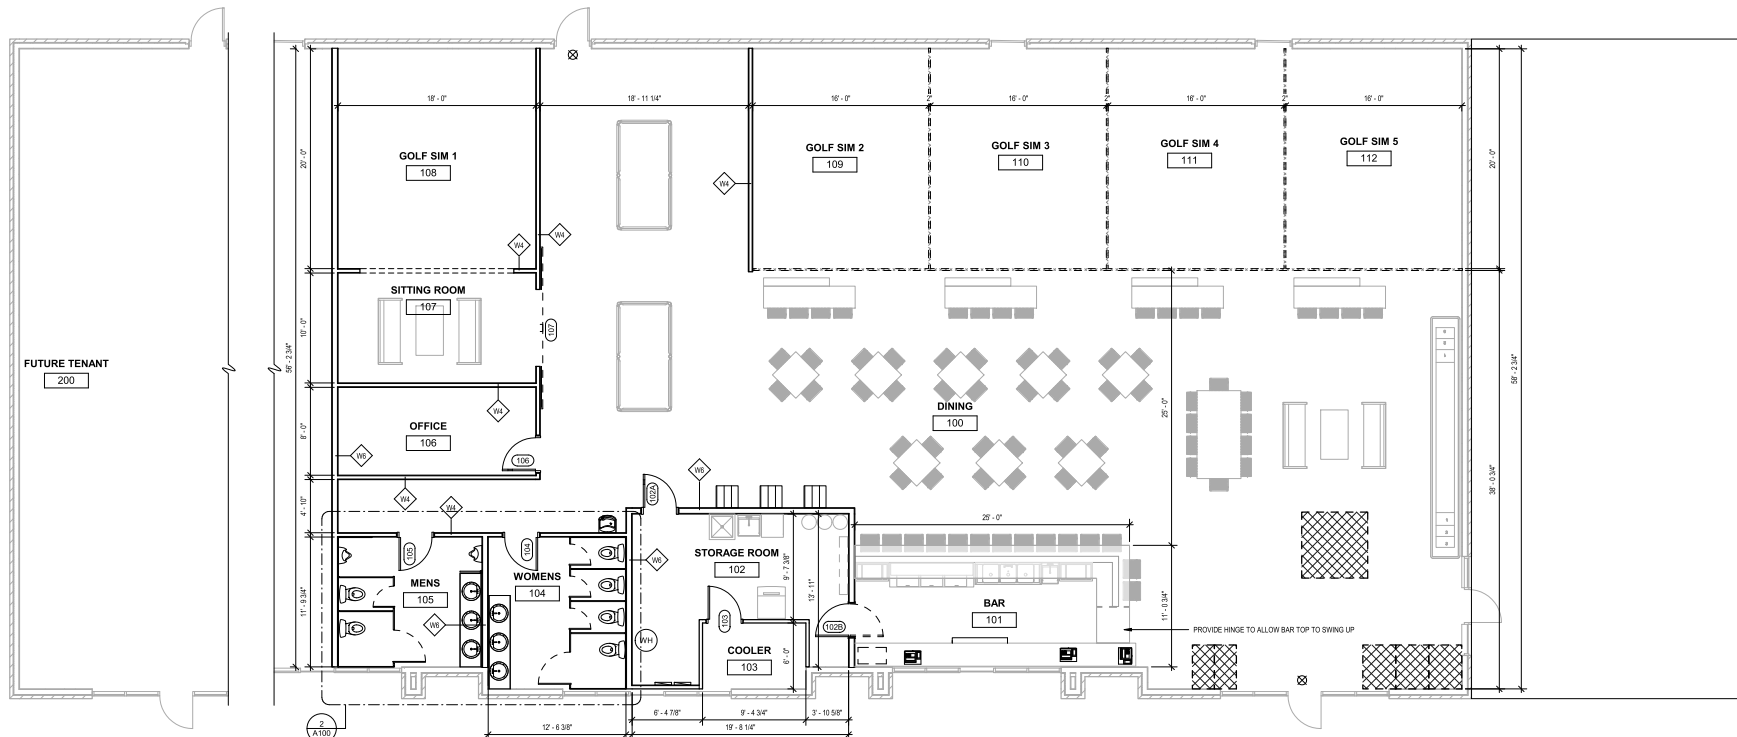 18' - 0"
18' - 11 1/4"
16' - 0"
2"
16' - 0"
2"
16' - 0"
2"
16' - 0"
GOLF SIM 1
108
GOLF SIM 2
109
GOLF SIM 3
110
GOLF SIM 4
111
GOLF SIM 5
112
20' - 0"
20' - 0"
W4
W4
W4
SITTING ROOM
107
107
10' - 0"
56' - 2 3/4"
58' - 2 3/4"
FUTURE TENANT
200
W4
OFFICE
106
106
8' - 0"
W6
W4
W4
4' - 10"
DINING
100
25' - 0"
38' - 0 3/4"
W6
102A
25' - 0"
STORAGE ROOM
102
9' - 7 3/8"
13' - 11"
W6
105
104
MENS
105
WOMENS
104
W6
11' - 9 3/4"
103
102B
WH
COOLER
103
6' - 0"
BAR
101
11' - 0 3/4"
PROVIDE HINGE TO ALLOW BAR TOP TO SWING UP
2
A100
12' - 6 3/8"
6' - 4 7/8"
9' - 4 3/4"
3' - 10 5/8"
19' - 8 1/4"